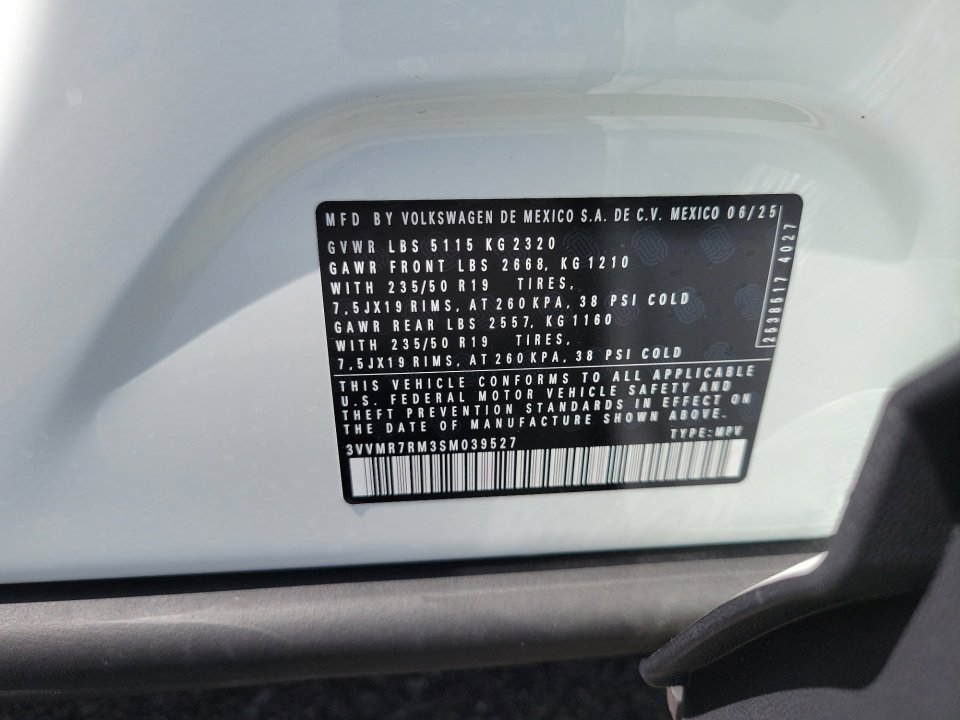 MFD BY VOLKSWAGEN DE MEXICO S.A. DE C.V. MEXICO 06/25
GVWR LBS 5115 KG 2320
GAWR FRONT LBS 2668, KG 1210
WITH 235/50 R19 TIRES,
7,5JX19 RIMS, AT 260 KPA, 38 PSI COLD
GAWR REAR LBS 2557, KG 1160
WITH 235/50 R19 TIRES,
7,5JX19 RIMS, AT 260 KPA, 38 PSI COLD
THIS VEHICLE CONFORMS TO ALL APPLICABLE
U.S. FEDERAL MOTOR VEHICLE SAFETY AND
THEFT PREVENTION STANDARDS IN EFFECT ON
THE DATE OF MANUFACTURE SHOWN ABOVE.
3VVMR7RM3SM039527 TYPE: MPV
2538517 4027